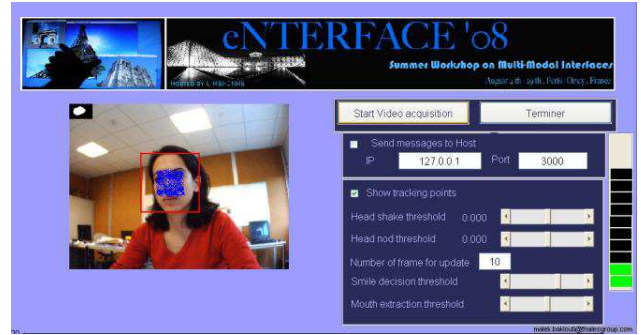 eNTERFACE '08
Summer Workshop on Multi-Modal Interfaces
August 4th - 29th, Paris - Orsay, France
HOSTED BY
Start Video acquisition
Terminer
Send messages to Host
IP 127.0.0.1 Port 3000
Show tracking points
Head shake threshold 0.000
Head nod threshold 0.000
Number of frame for update 10
Smile decision threshold
Mouth extraction threshold
malek.baklouti@thalesgroup.com